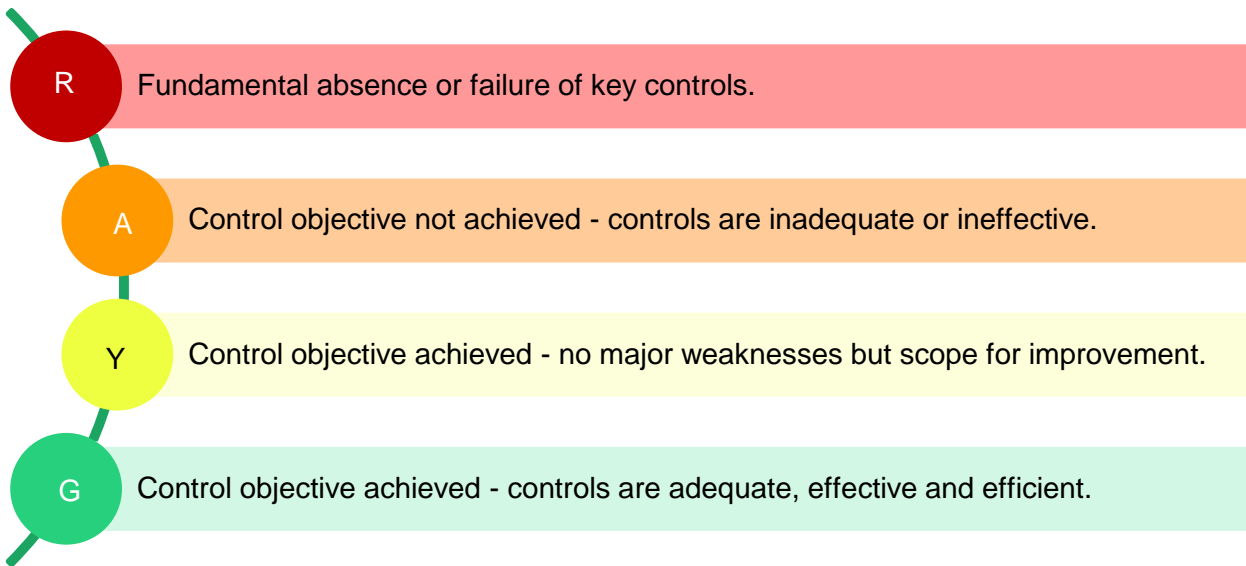 R
Fundamental absence or failure of key controls.
A
Control objective not achieved - controls are inadequate or ineffective.
Y
Control objective achieved - no major weaknesses but scope for improvement.
G
Control objective achieved - controls are adequate, effective and efficient.